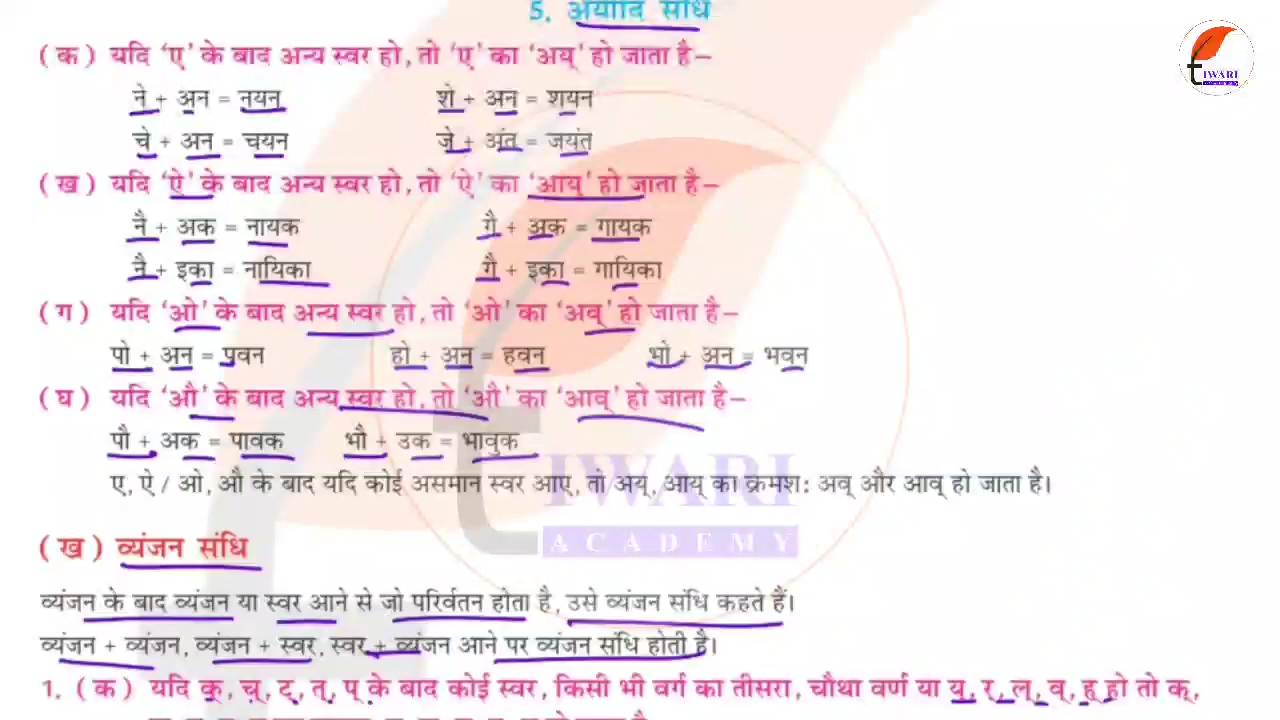 5. अयादि संधि
TIWARI
( क ) यदि ‘ए’ के बाद अन्य स्वर हो, तो ‘ए’ का ‘अय्’ हो जाता है–
ने + अन = नयन शे + अन = शयन
चे + अन = चयन जे + अंत = जयंत
( ख ) यदि ‘ऐ’ के बाद अन्य स्वर हो, तो ‘ऐ’ का ‘आय्’ हो जाता है–
नै + अक = नायक गै + अक = गायक
नै + इका = नायिका गै + इका = गायिका
( ग ) यदि ‘ओ’ के बाद अन्य स्वर हो, तो ‘ओ’ का ‘अव्’ हो जाता है–
पो + अन = पवन हो + अन = हवन भो + अन = भवन
( घ ) यदि ‘औ’ के बाद अन्य स्वर हो, तो ‘औ’ का ‘आव्’ हो जाता है–
पौ + अक = पावक भौ + उक = भावुक
ए, ऐ / ओ, औ के बाद यदि कोई असमान स्वर आए, तो अय्, आय् का क्रमश: अव् और आव् हो जाता है।
TIWARI
ACADEMY
( ख ) व्यंजन संधि
व्यंजन के बाद व्यंजन या स्वर आने से जो परिर्वतन होता है, उसे व्यंजन संधि कहते हैं।
व्यंजन + व्यंजन, व्यंजन + स्वर, स्वर + व्यंजन आने पर व्यंजन संधि होती है।
1. ( क ) यदि क्, च्, ट्, त्, प् के बाद कोई स्वर, किसी भी वर्ग का तीसरा, चौथा वर्ण या य्, र्, ल्, व्, ह् हो तो क्,